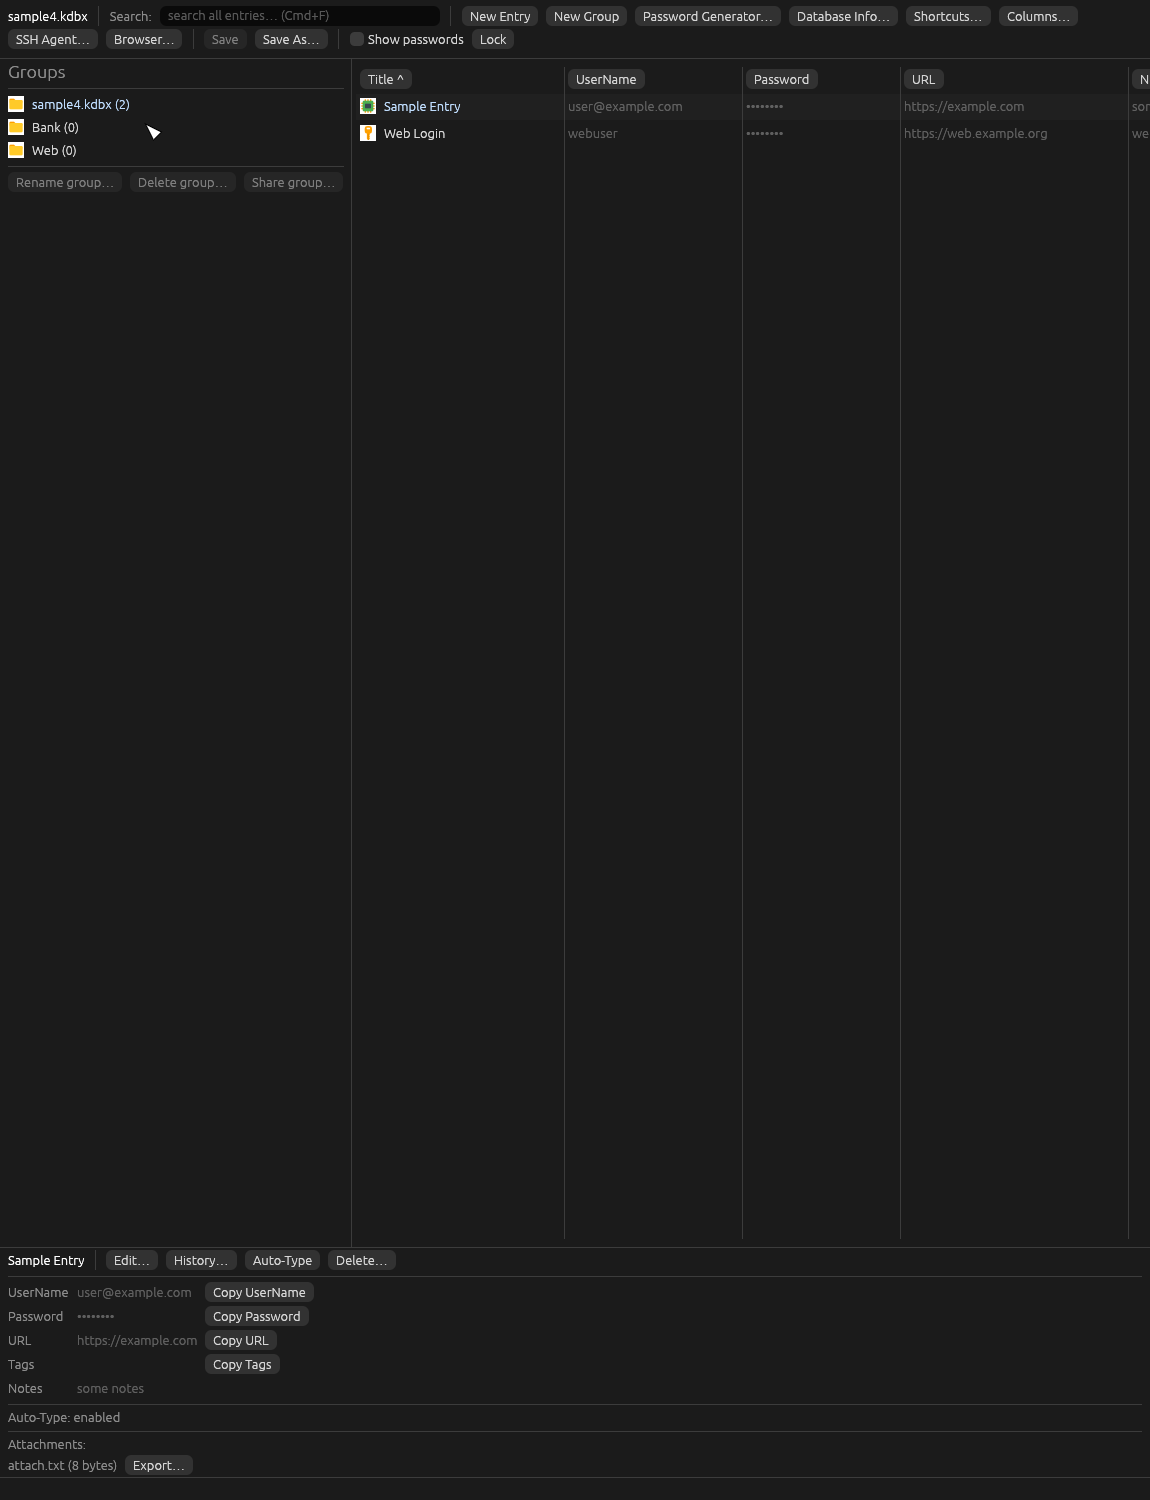 sample4.kdbx Search: search all entries... (Cmd+F) New Entry New Group Password Generator... Database Info... Shortcuts... Columns...
SSH Agent... Browser... Save Save As... Show passwords Lock
Groups
sample4.kdbx (2)
Bank (0)
Web (0)
Rename group... Delete group... Share group...
Title ^ UserName Password URL N
Sample Entry user@example.com •••••••• https://example.com sor
Web Login webuser •••••••• https://web.example.org we
Sample Entry Edit... History... Auto-Type Delete...
UserName user@example.com Copy UserName
Password •••••••• Copy Password
URL https://example.com Copy URL
Tags Copy Tags
Notes some notes
Auto-Type: enabled
Attachments:
attach.txt (8 bytes) Export...